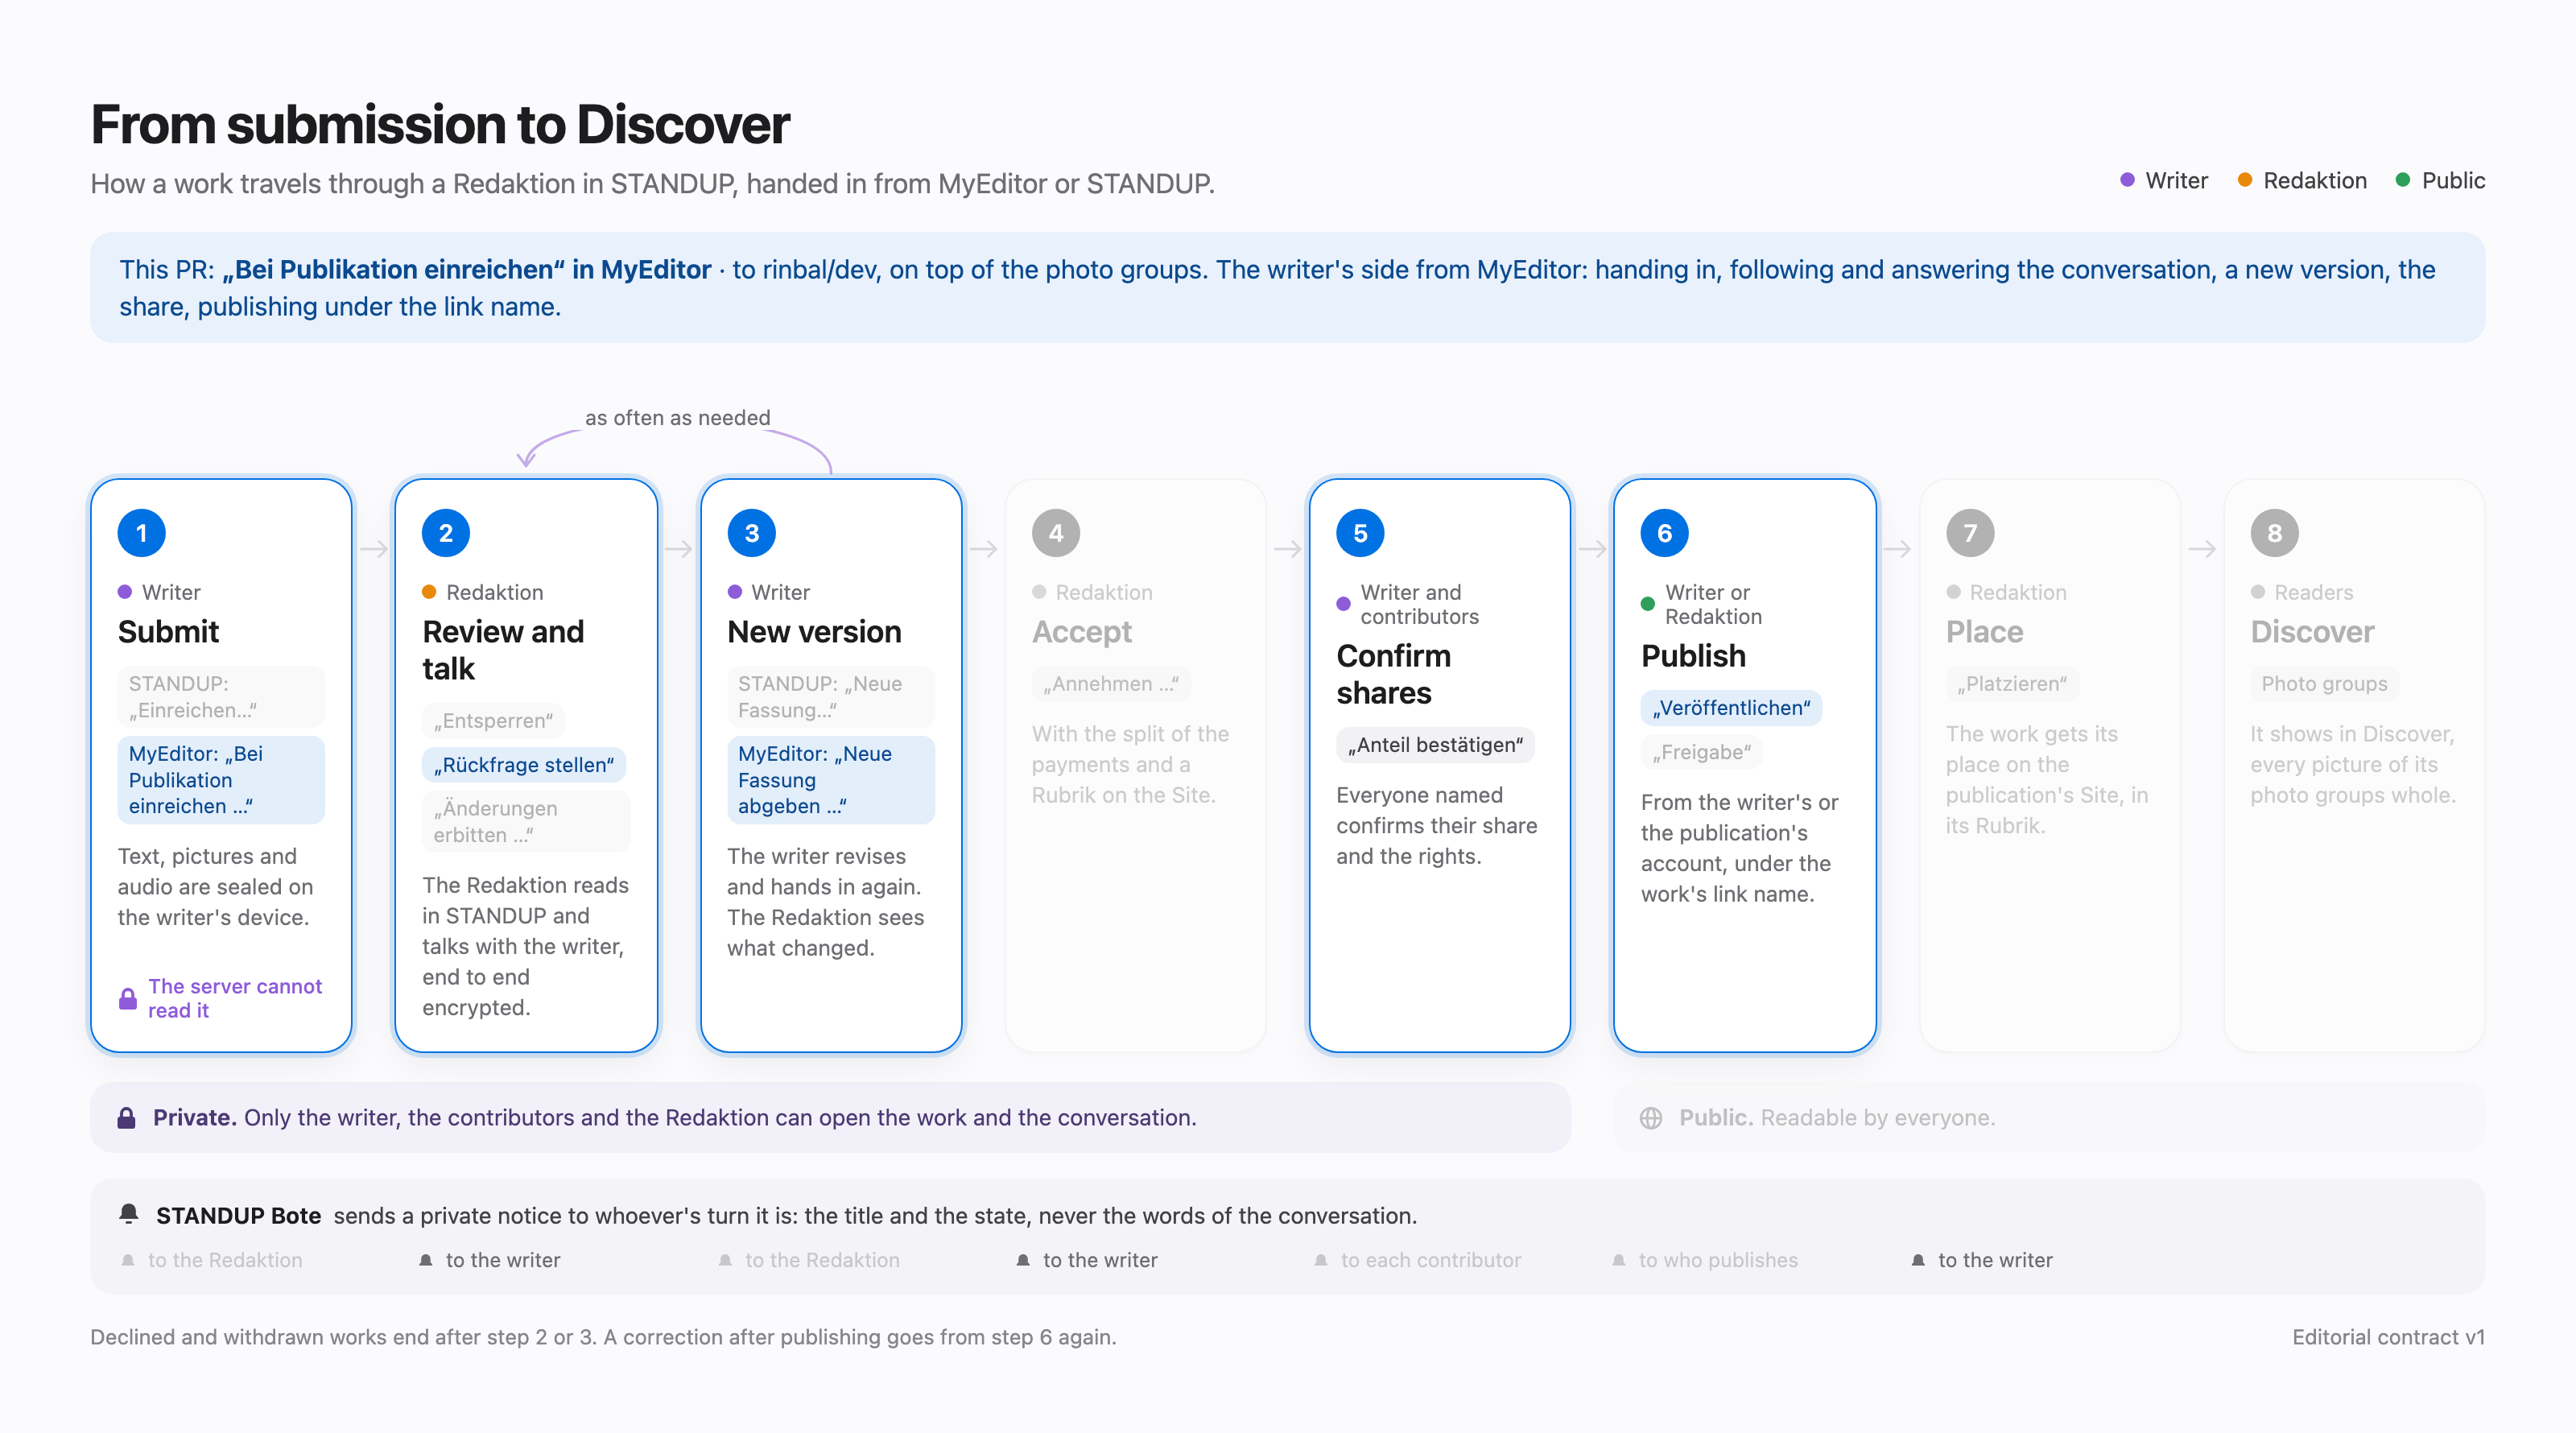 From submission to Discover
How a work travels through a Redaktion in STANDUP, handed in from MyEditor or STANDUP.
Writer
Redaktion
Public
This PR: „Bei Publikation einreichen“ in MyEditor · to rinbal/dev, on top of the photo groups. The writer's side from MyEditor: handing in, following and answering the conversation, a new version, the
share, publishing under the link name.
as often as needed
1
Writer
Submit
STANDUP:
„Einreichen...“
MyEditor: „Bei
Publikation
einreichen ...“
Text, pictures and
audio are sealed on
the writer's device.
The server cannot
read it
2
Redaktion
Review and
talk
„Entsperren“
„Rückfrage stellen“
„Änderungen
erbitten ...“
The Redaktion reads
in STANDUP and
talks with the writer,
end to end
encrypted.
3
Writer
New version
STANDUP: „Neue
Fassung...“
MyEditor: „Neue
Fassung
abgeben ...“
The writer revises
and hands in again.
The Redaktion sees
what changed.
4
Redaktion
Accept
„Annehmen ...“
With the split of the
payments and a
Rubrik on the Site.
5
Writer and
contributors
Confirm
shares
„Anteil bestätigen“
Everyone named
confirms their share
and the rights.
6
Writer or
Redaktion
Publish
„Veröffentlichen“
„Freigabe“
From the writer's or
the publication's
account, under the
work's link name.
7
Redaktion
Place
„Platzieren“
The work gets its
place on the
publication's Site, in
its Rubrik.
8
Readers
Discover
Photo groups
It shows in Discover,
every picture of its
photo groups whole.
Private. Only the writer, the contributors and the Redaktion can open the work and the conversation.
Public. Readable by everyone.
STANDUP Bote sends a private notice to whoever's turn it is: the title and the state, never the words of the conversation.
to the Redaktion
to the writer
to the Redaktion
to the writer
to each contributor
to who publishes
to the writer
Declined and withdrawn works end after step 2 or 3. A correction after publishing goes from step 6 again.
Editorial contract v1